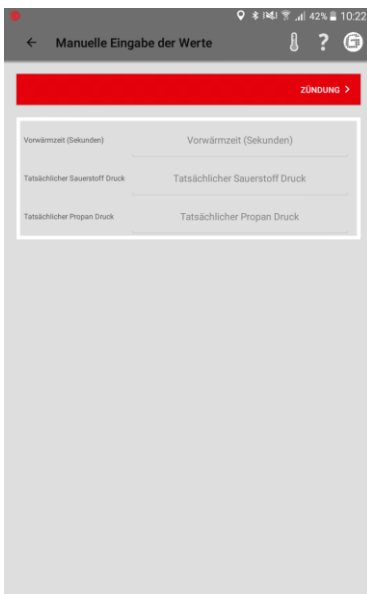 42% 10:22
Manuelle Eingabe der Werte ?
ZÜNDUNG >
Vorwärmzeit (Sekunden) Vorwärmzeit (Sekunden)
Tatsächlicher Sauerstoff Druck Tatsächlicher Sauerstoff Druck
Tatsächlicher Propan Druck Tatsächlicher Propan Druck